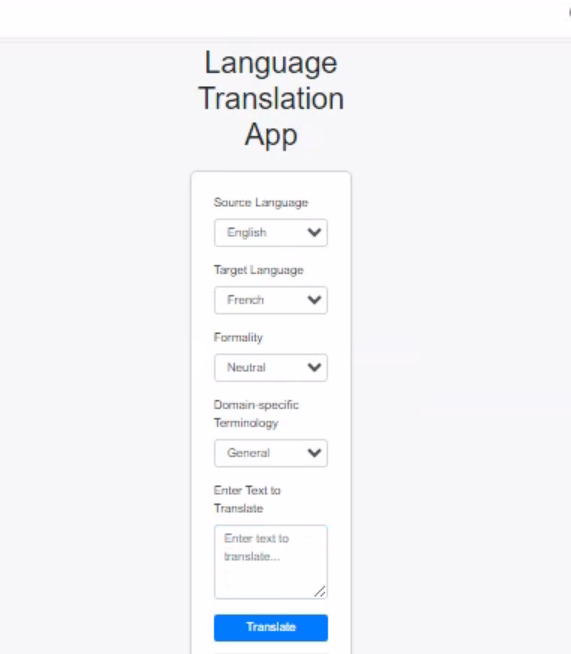 Language
Translation
App
Source Language
English
Target Language
French
Formality
Neutral
Domain-specific
Terminology
General
Enter Text to
Translate
Enter text to
translate...
Translate